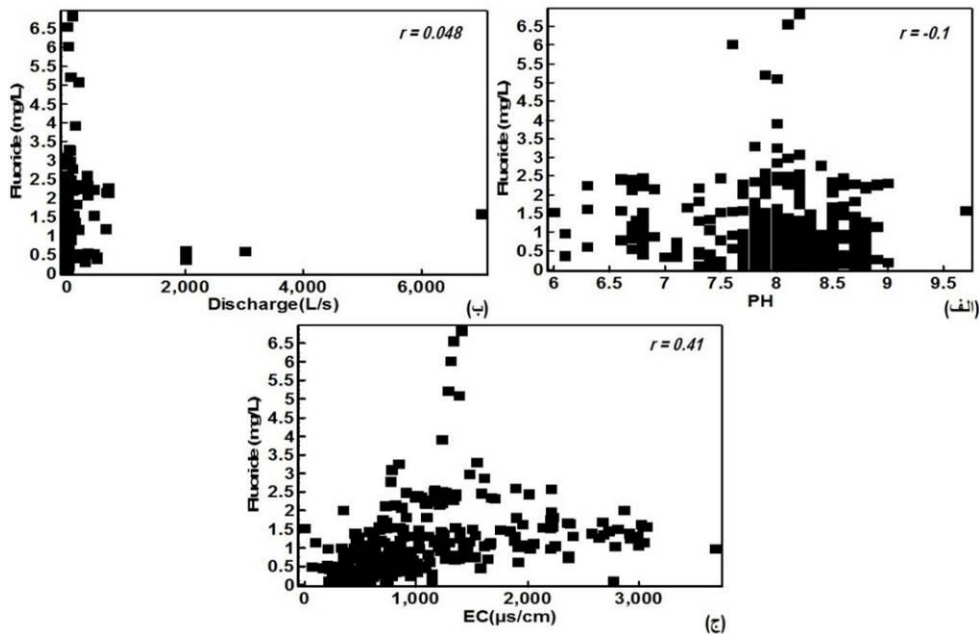 r = 0.048
Fluoride (mg/L)
6.5
6
5.5
5
4.5
4
3.5
3
2.5
2
1.5
1
0.5
0
0 2,000 4,000 6,000
Discharge(L/s)
(ب)
r = -0.1
Fluoride (mg/L)
6.5
6
5.5
5
4.5
4
3.5
3
2.5
2
1.5
1
0.5
0
6 6.5 7 7.5 8 8.5 9 9.5
PH
(الف)
r = 0.41
Fluoride (mg/L)
6.5
6
5.5
5
4.5
4
3.5
3
2.5
2
1.5
1
0.5
0
0 1,000 2,000 3,000
EC(µs/cm)
(ج)